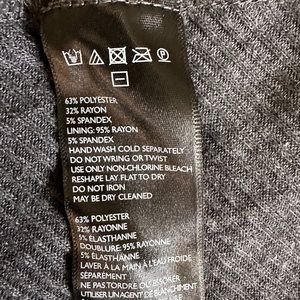 63% POLYESTER
32% RAYON
5% SPANDEX
LINING: 95% RAYON
5% SPANDEX
HAND WASH COLD SEPARATELY
DO NOT WRING OR TWIST
USE ONLY NON-CHLORINE BLEACH
RESHAPE LAY FLAT TO DRY
DO NOT IRON
MAY BE DRY CLEANED
63% POLYESTER
32% RAYONNE
5% ÉLASTHANNE
DOUBLURE: 95% RAYONNE
5% ÉLASTHANNE
LAVER À LA MAIN À L'EAU FROIDE
SÉPARÉMENT
NE PAS TORDRE OU ESSORER
UTILISER UN AGENT DE BLANCHIMENT